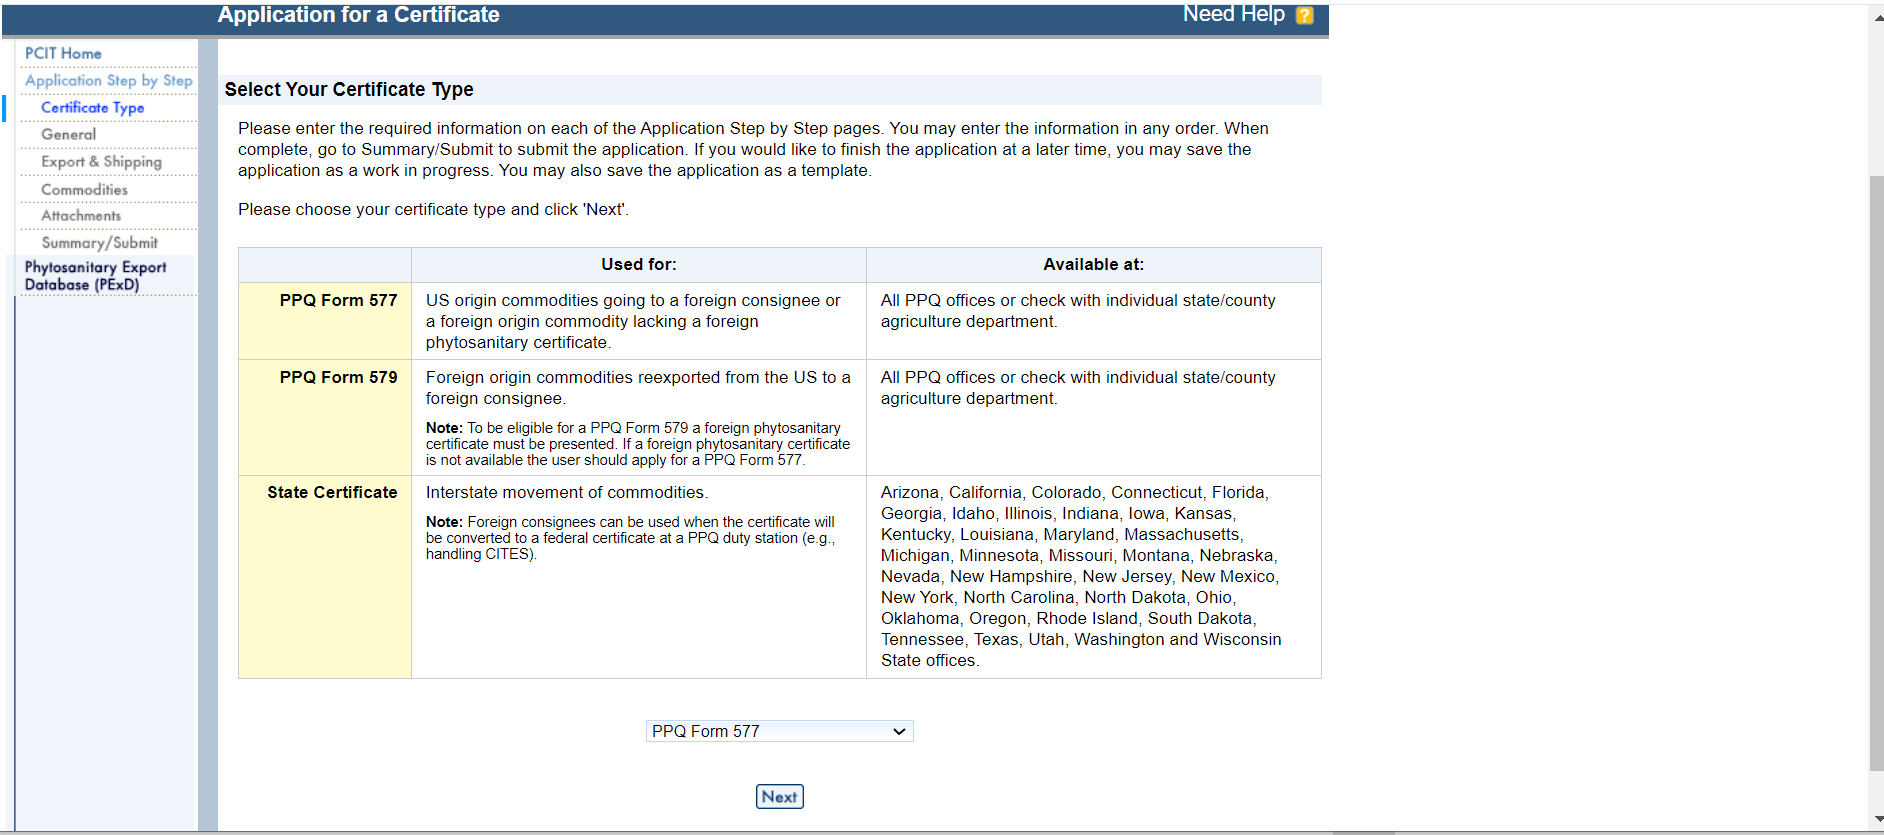 Application for a Certificate
Need Help ?
PCIT Home
Application Step by Step
Certificate Type
General
Export & Shipping
Commodities
Attachments
Summary/Submit
Phytosanitary Export
Database (PExD)
Select Your Certificate Type
Please enter the required information on each of the Application Step by Step pages. You may enter the information in any order. When
complete, go to Summary/Submit to submit the application. If you would like to finish the application at a later time, you may save the
application as a work in progress. You may also save the application as a template.
Please choose your certificate type and click 'Next'.
Used for:
Available at:
PPQ Form 577
US origin commodities going to a foreign consignee or
a foreign origin commodity lacking a foreign
phytosanitary certificate.
All PPQ offices or check with individual state/county
agriculture department.
PPQ Form 579
Foreign origin commodities reexported from the US to a
foreign consignee.
Note: To be eligible for a PPQ Form 579 a foreign phytosanitary
certificate must be presented. If a foreign phytosanitary certificate
is not available the user should apply for a PPQ Form 577.
All PPQ offices or check with individual state/county
agriculture department.
State Certificate
Interstate movement of commodities.
Note: Foreign consignees can be used when the certificate will
be converted to a federal certificate at a PPQ duty station (e.g.,
handling CITES).
Arizona, California, Colorado, Connecticut, Florida,
Georgia, Idaho, Illinois, Indiana, Iowa, Kansas,
Kentucky, Louisiana, Maryland, Massachusetts,
Michigan, Minnesota, Missouri, Montana, Nebraska,
Nevada, New Hampshire, New Jersey, New Mexico,
New York, North Carolina, North Dakota, Ohio,
Oklahoma, Oregon, Rhode Island, South Dakota,
Tennessee, Texas, Utah, Washington and Wisconsin
State offices.
PPQ Form 577
Next